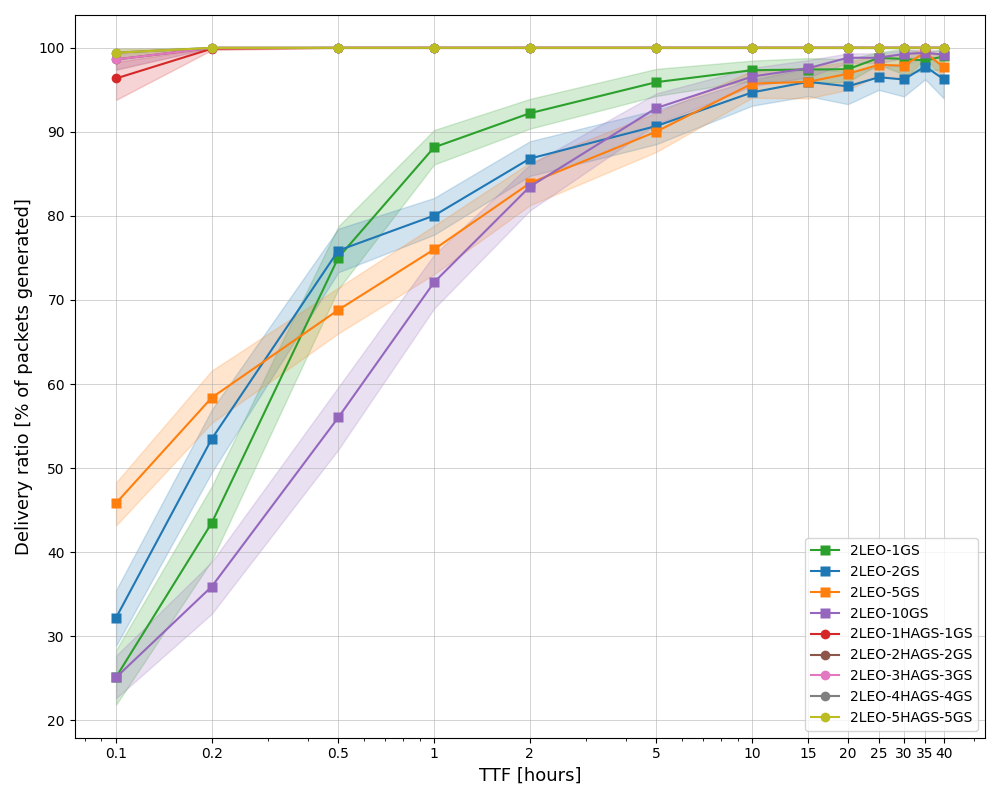 Delivery ratio [% of packets generated]
100
90
80
70
60
50
40
30
20
0.1 0.2 0.5 1 2 5 10 15 20 25 30 35 40
TTF [hours]
2LEO-1GS
2LEO-2GS
2LEO-5GS
2LEO-10GS
2LEO-1HAGS-1GS
2LEO-2HAGS-2GS
2LEO-3HAGS-3GS
2LEO-4HAGS-4GS
2LEO-5HAGS-5GS